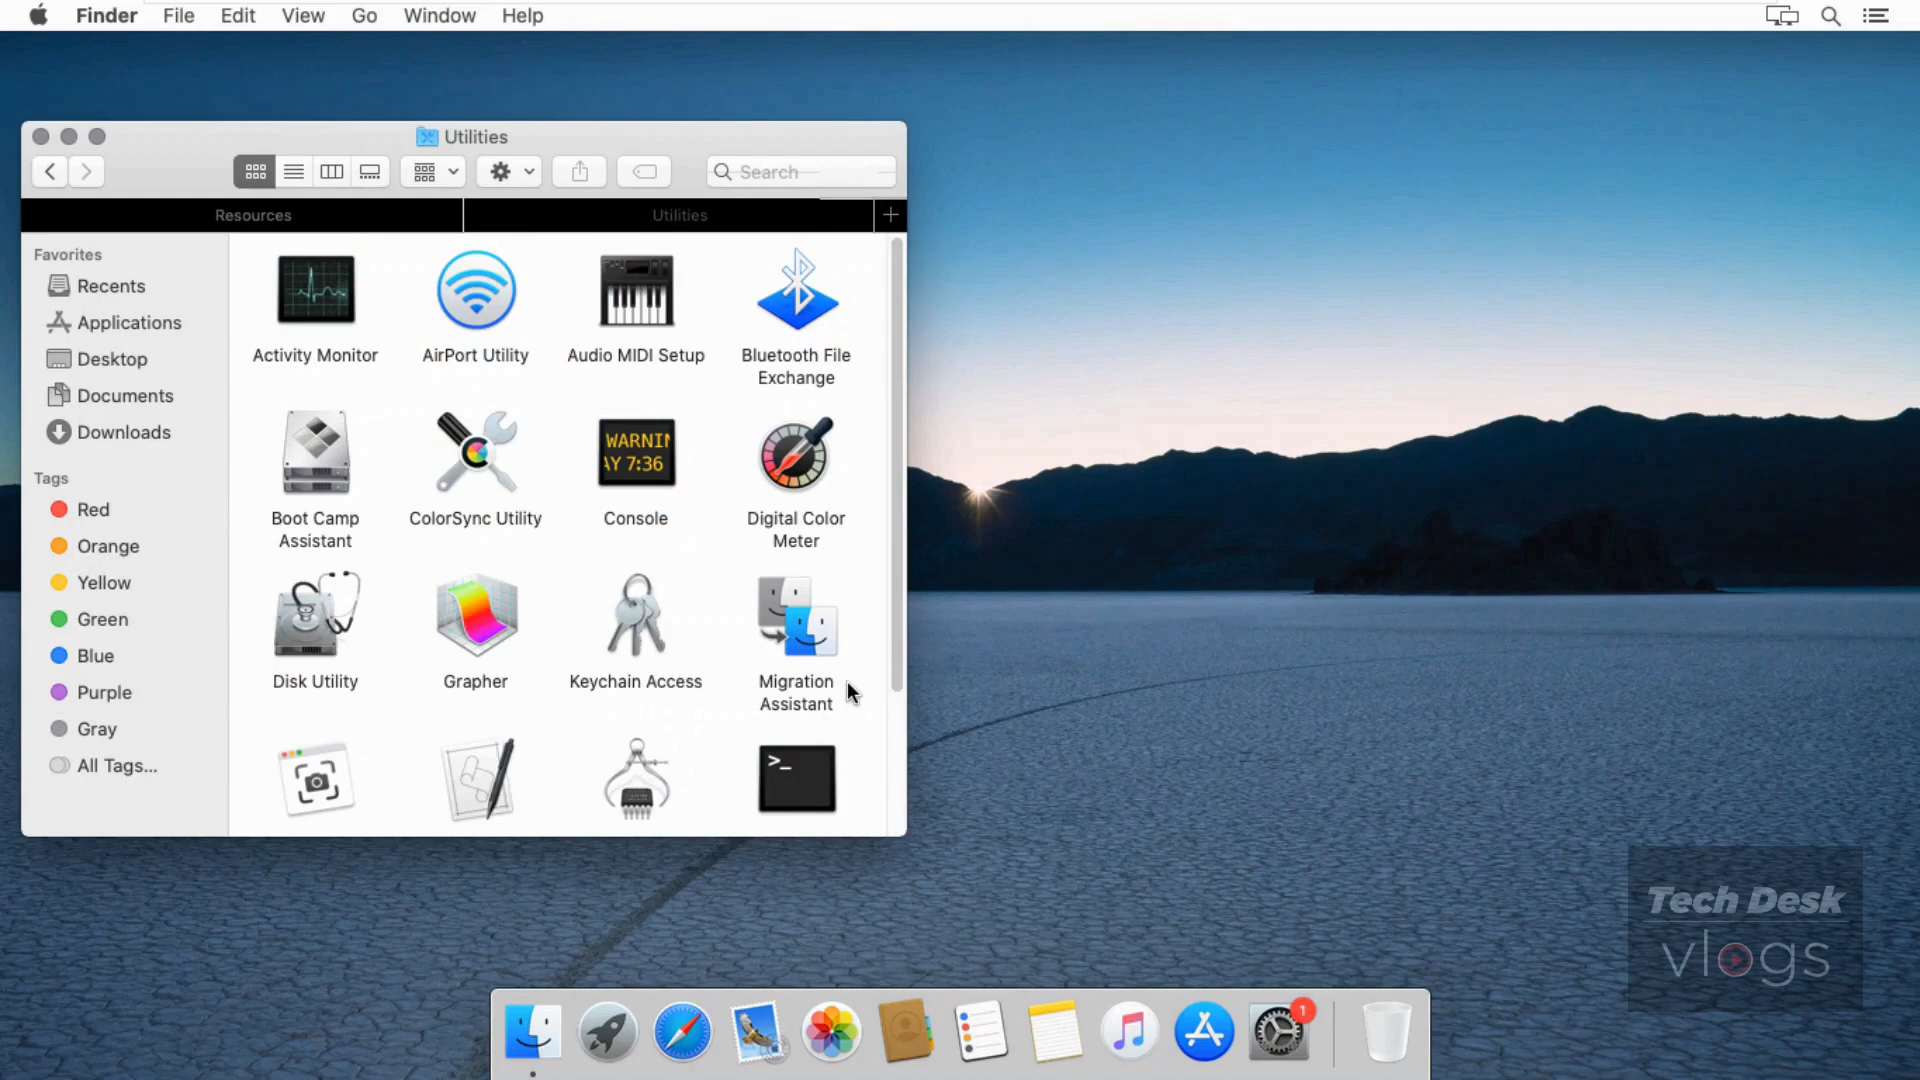 Finder File Edit View Go Window Help
Utilities
Search
Resources Utilities +
Favorites
Recents
Applications
Desktop
Documents
Downloads
Tags
Red
Orange
Yellow
Green
Blue
Purple
Gray
All Tags...
Activity Monitor
AirPort Utility
Audio MIDI Setup
Bluetooth File
Exchange
Boot Camp
Assistant
ColorSync Utility
WARNIN
AY 7:36
Console
Digital Color
Meter
Disk Utility
Grapher
Keychain Access
Migration
Assistant
>_
1
Tech Desk
vlogs